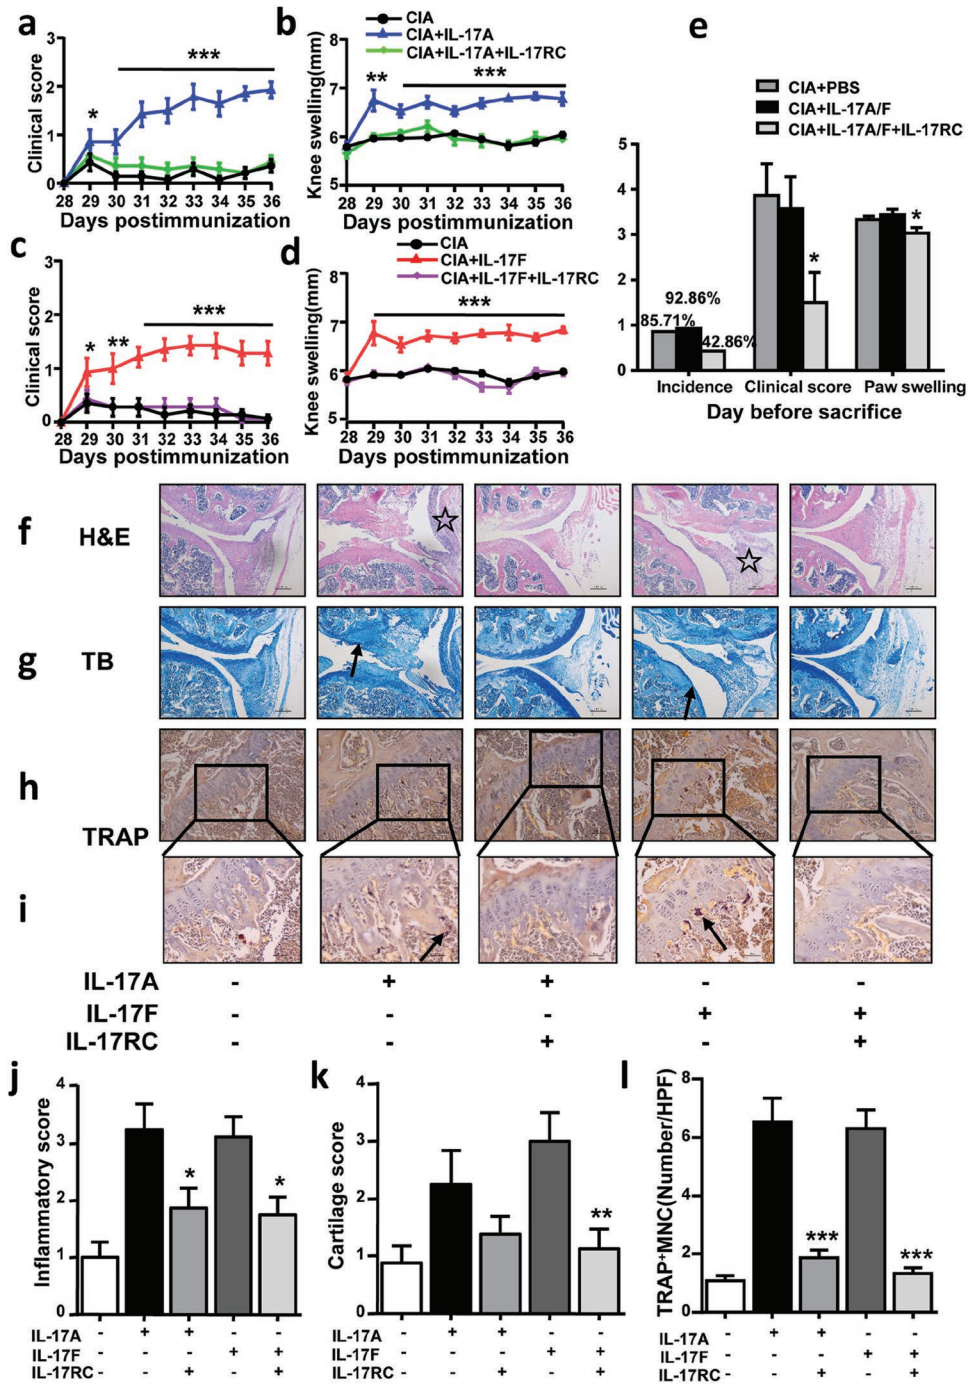 a
CIA
CIA+IL-17A
CIA+IL-17A+IL-17RC
Clinical score
3
2
1
0
*
***
28 29 30 31 32 33 34 35 36
Days postimmunization
b
Knee swelling(mm)
8
7
6
5
**
***
28 29 30 31 32 33 34 35 36
Days postimmunization
c
CIA
CIA+IL-17F
CIA+IL-17F+IL-17RC
Clinical score
3
2
1
0
* **
***
28 29 30 31 32 33 34 35 36
Days postimmunization
d
Knee swelling(mm)
8
7
6
5
***
28 29 30 31 32 33 34 35 36
Days postimmunization
e
CIA+PBS
CIA+IL-17A/F
CIA+IL-17A/F+IL-17RC
5
4
3
2
1
0
92.86%
85.71%
42.86%
*
*
Incidence Clinical score Paw swelling
Day before sacrifice
f
H&E
g
TB
h
TRAP
i
IL-17A - + + - -
IL-17F - - - + +
IL-17RC - - + - +
j
Inflammatory score
4
3
2
1
0
*
*
IL-17A - + + - -
IL-17F - - - + +
IL-17RC - - + - +
k
Cartilage score
4
3
2
1
0
**
IL-17A - + + - -
IL-17F - - - + +
IL-17RC - - + - +
l
TRAP+MNC(Number/HPF)
8
6
4
2
0
***
***
IL-17A - + + - -
IL-17F - - - + +
IL-17RC - - + - +